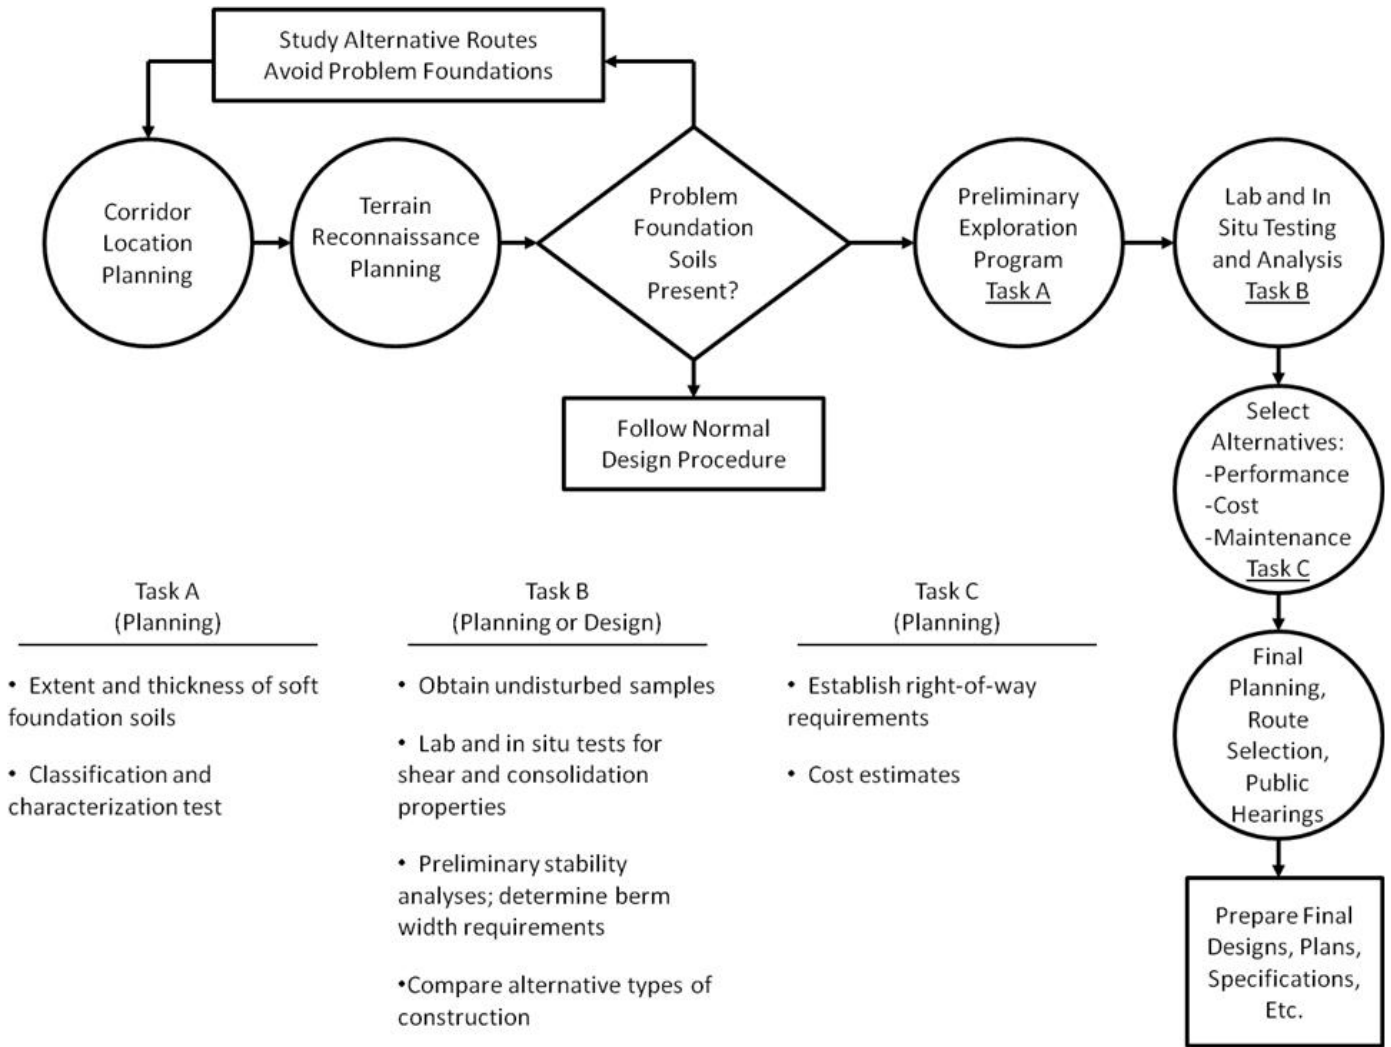 Study Alternative Routes
Avoid Problem Foundations
Corridor
Location
Planning
Terrain
Reconnaissance
Planning
Problem
Foundation
Soils
Present?
Preliminary
Exploration
Program
Task A
Lab and In
Situ Testing
and Analysis
Task B
Follow Normal
Design Procedure
Select
Alternatives:
-Performance
-Cost
-Maintenance
Task C
Final
Planning,
Route
Selection,
Public
Hearings
Prepare Final
Designs, Plans,
Specifications,
Etc.
Task A
(Planning)
• Extent and thickness of soft
foundation soils
• Classification and
characterization test
Task B
(Planning or Design)
• Obtain undisturbed samples
• Lab and in situ tests for
shear and consolidation
properties
• Preliminary stability
analyses; determine berm
width requirements
•Compare alternative types of
construction
Task C
(Planning)
• Establish right-of-way
requirements
• Cost estimates